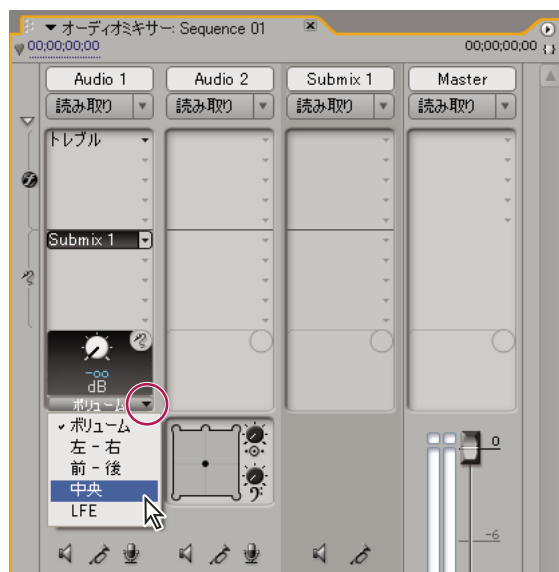 オーディオミキサー: Sequence 01
00;00;00;00 00;00;00;00
Audio 1 Audio 2 Submix 1 Master
読み取り 読み取り 読み取り 読み取り
トレブル
Submix 1
-∞
dB
ボリューム
ボリューム
左 - 右
前 - 後
中央
LFE
0
-6